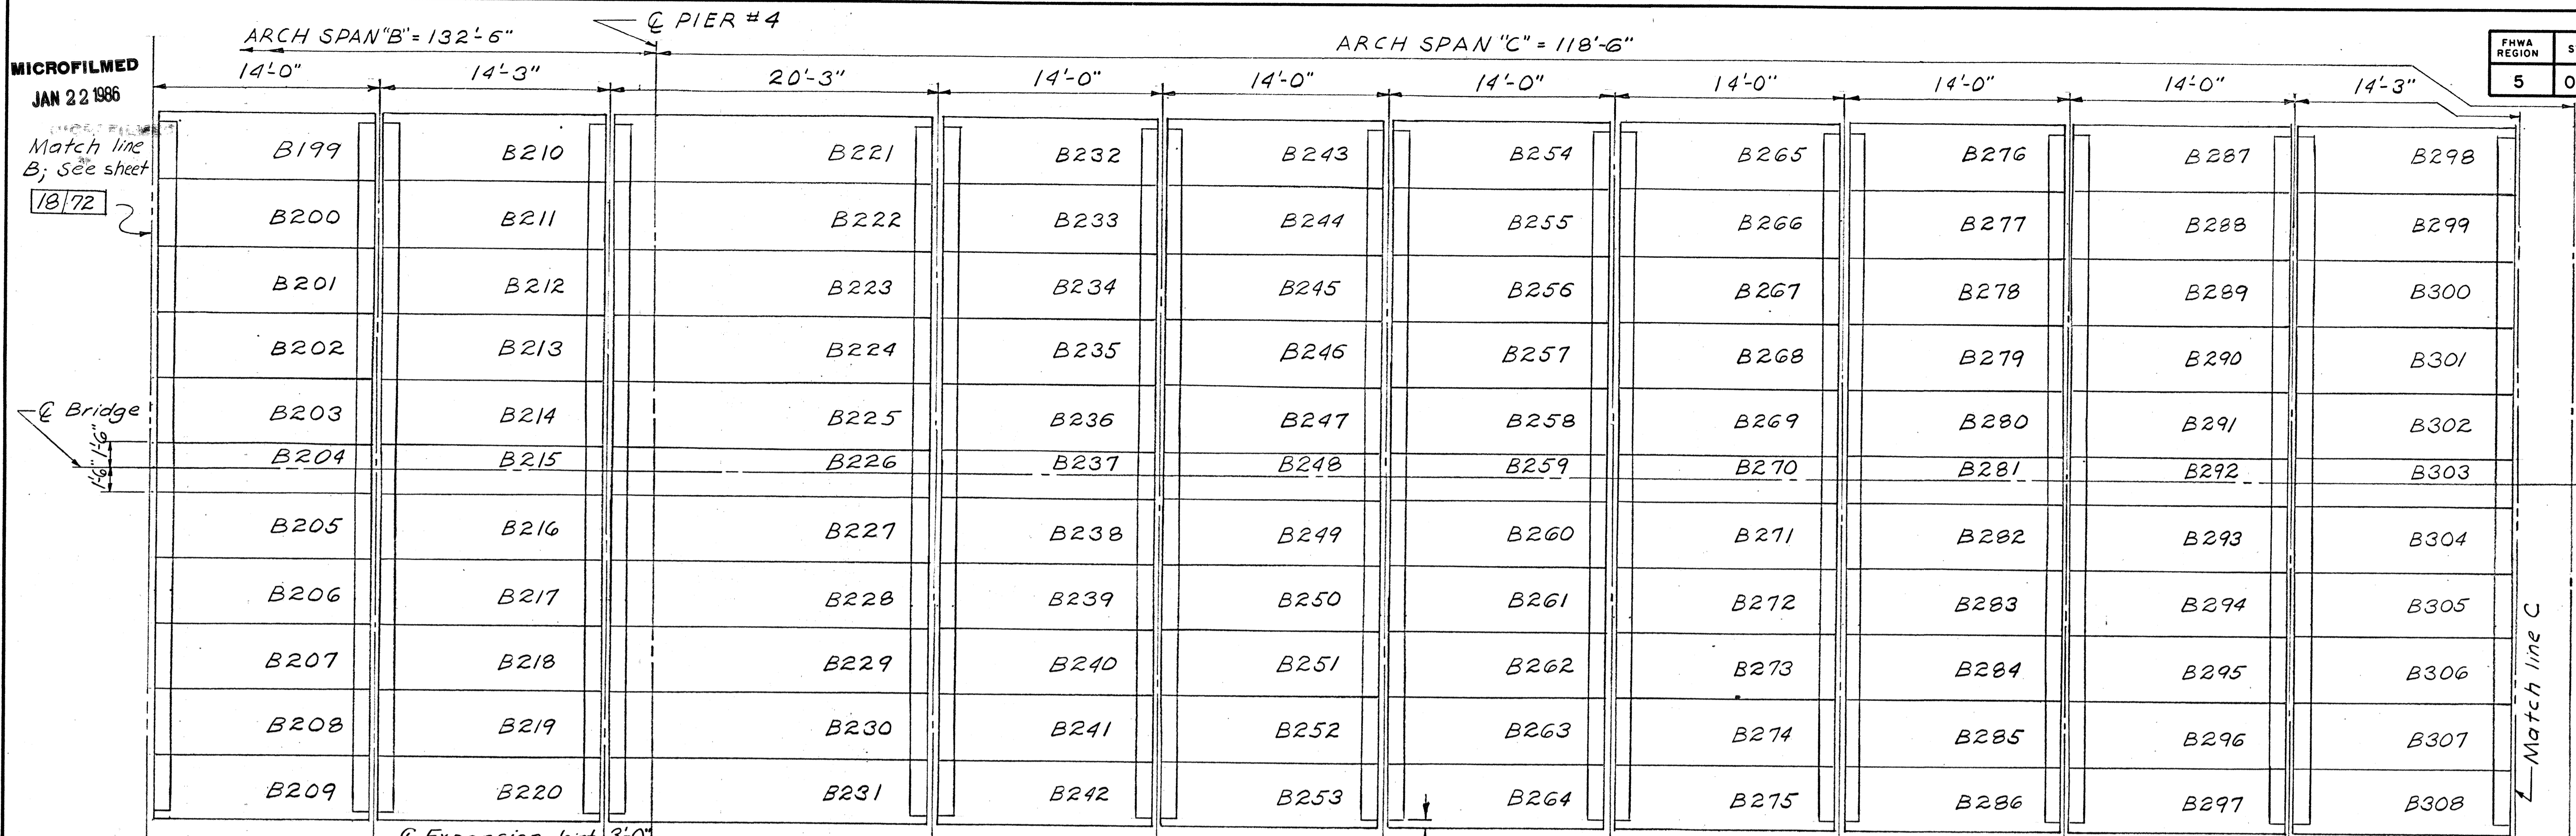 ℄ PIER #4
ARCH SPAN "B" = 132'-6"
ARCH SPAN "C" = 118'-6"
FHWA REGION
5
MICROFILMED
JAN 22 1986
14'-0" 14'-3" 20'-3" 14'-0" 14'-0" 14'-0" 14'-0" 14'-0" 14'-0" 14'-3"
Match line
B; See sheet
18/72
B199 B210 B221 B232 B243 B254 B265 B276 B287 B298
B200 B211 B222 B233 B244 B255 B266 B277 B288 B299
B201 B212 B223 B234 B245 B256 B267 B278 B289 B300
B202 B213 B224 B235 B246 B257 B268 B279 B290 B301
℄ Bridge
B203 B214 B225 B236 B247 B258 B269 B280 B291 B302
1'-6" 1'-6"
B204 B215 B226 B237 B248 B259 B270 B281 B292 B303
B205 B216 B227 B238 B249 B260 B271 B282 B293 B304
B206 B217 B228 B239 B250 B261 B272 B283 B294 B305
B207 B218 B229 B240 B251 B262 B273 B284 B295 B306
B208 B219 B230 B241 B252 B263 B274 B285 B296 B307
B209 B220 B231 B242 B253 B264 B275 B286 B297 B308
Match line C
℄ Expansion 3'-0"